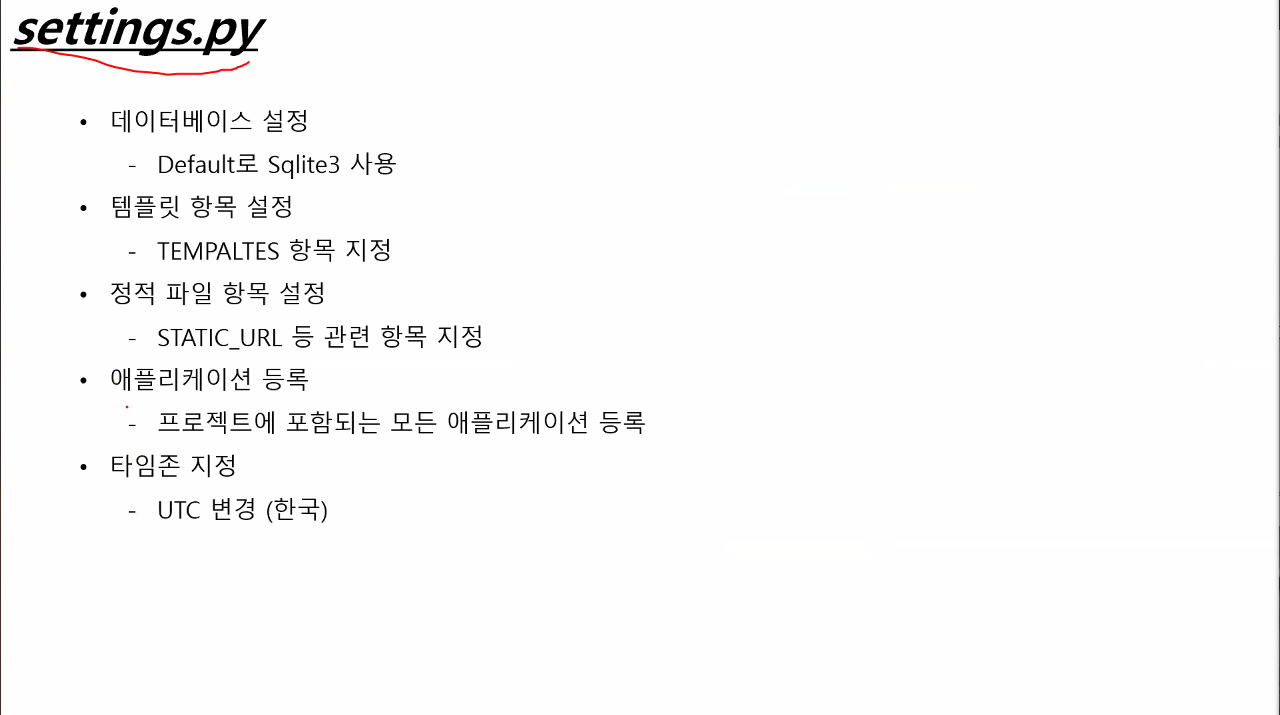 settings.py
• 데이터베이스 설정
- Default로 Sqlite3 사용
• 템플릿 항목 설정
- TEMPALTES 항목 지정
• 정적 파일 항목 설정
- STATIC_URL 등 관련 항목 지정
• 애플리케이션 등록
- 프로젝트에 포함되는 모든 애플리케이션 등록
• 타임존 지정
- UTC 변경 (한국)